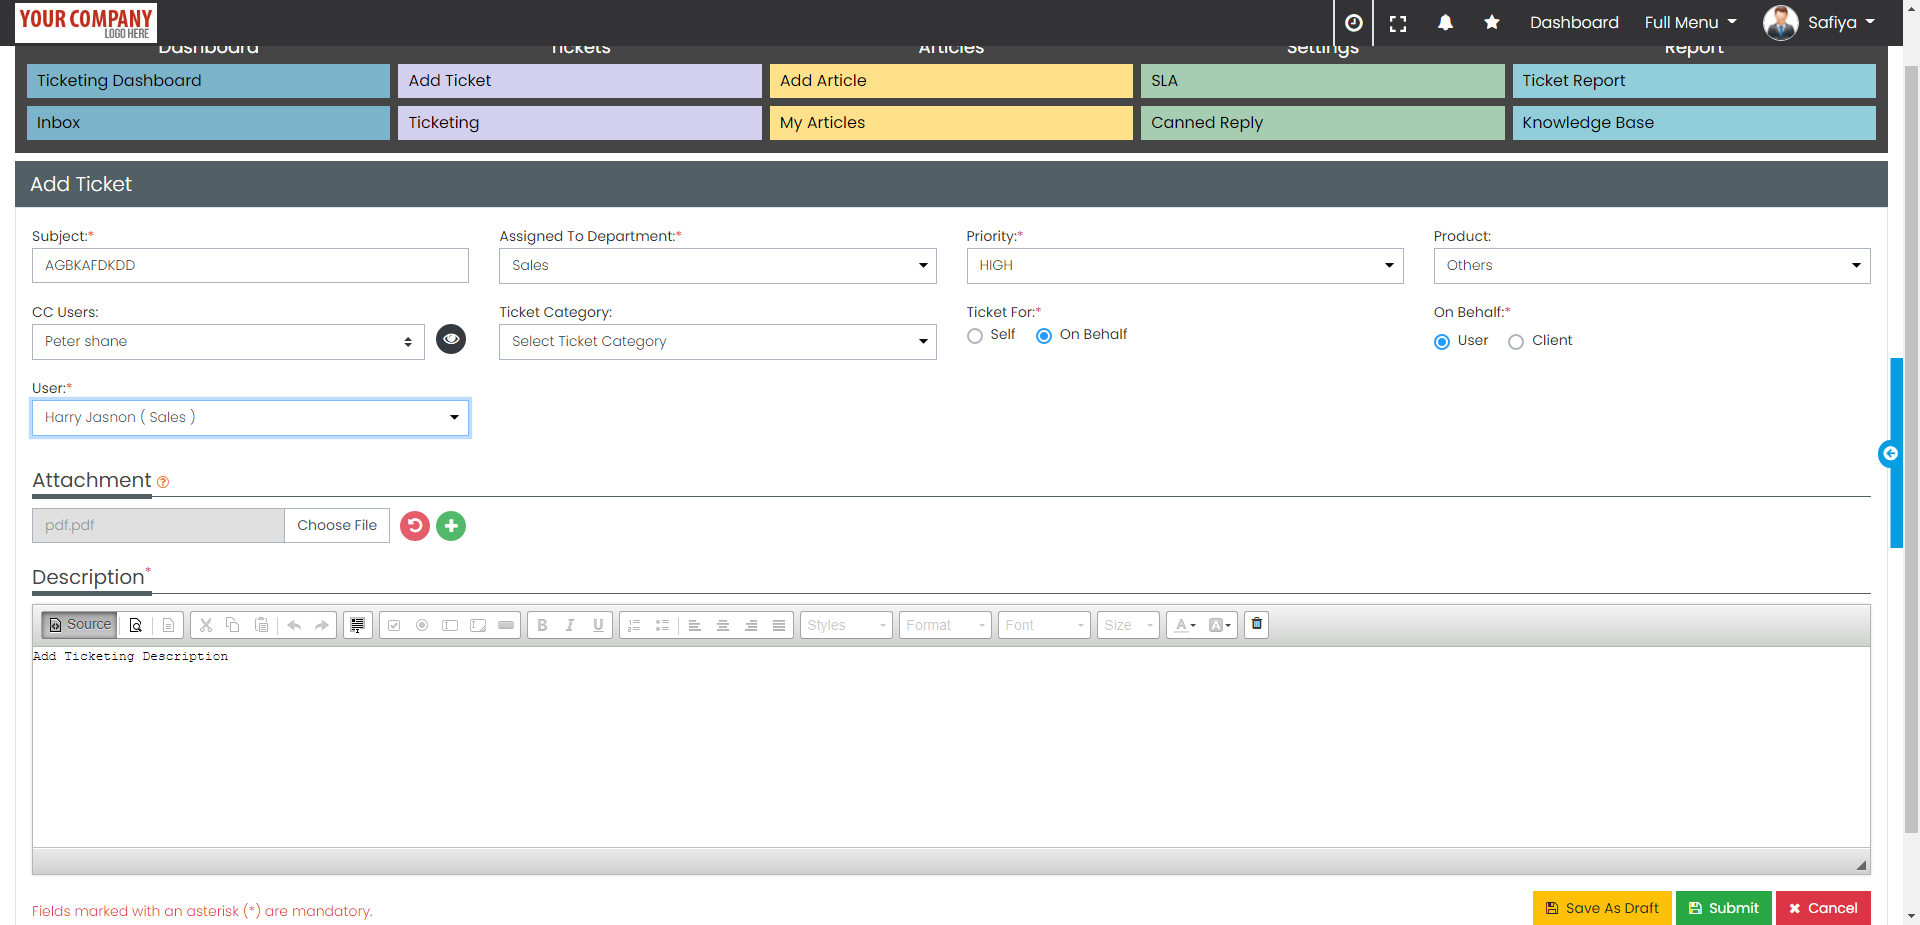 YOUR COMPANY
LOGO HERE
Dashboard Full Menu Safiya
Dashboard Tickets Articles Settings Report
Ticketing Dashboard Add Ticket Add Article SLA Ticket Report
Inbox Ticketing My Articles Canned Reply Knowledge Base
Add Ticket
Subject:* Assigned To Department:* Priority:* Product:
AGBKAFDKDD Sales HIGH Others
CC Users: Ticket Category: Ticket For:* On Behalf:*
Peter shane Select Ticket Category Self On Behalf User Client
User:*
Harry Jasnon ( Sales )
Attachment
pdf.pdf Choose File
Description*
Source B I U Styles Format Font Size A A
Add Ticketing Description
Fields marked with an asterisk (*) are mandatory. Save As Draft Submit Cancel